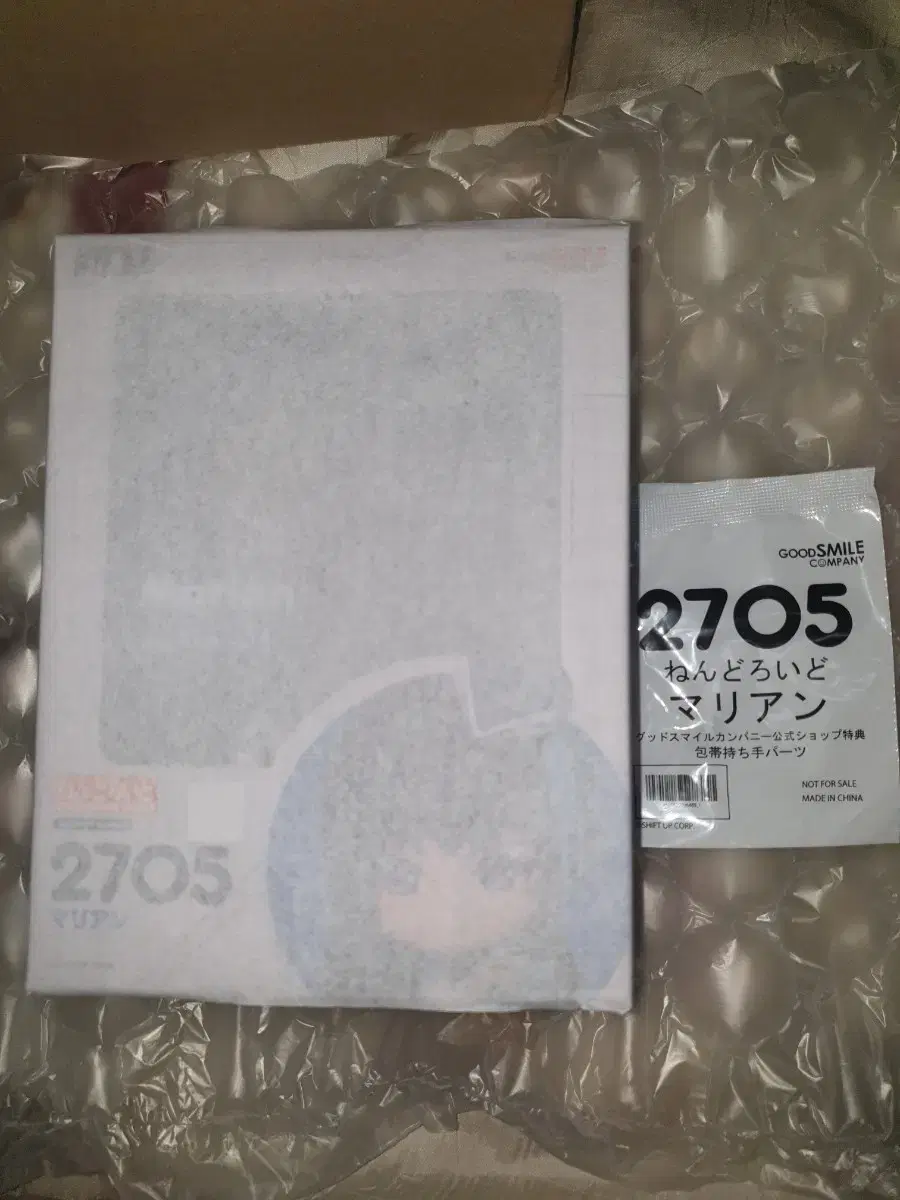 2705
マリアン
GOOD SMILE
COMPANY
2705
ねんどろいど
マリアン
グッドスマイルカンパニー公式ショップ特典
包帯持ち手パーツ
NOT FOR SALE
MADE IN CHINA
SHIFT UP CORP.